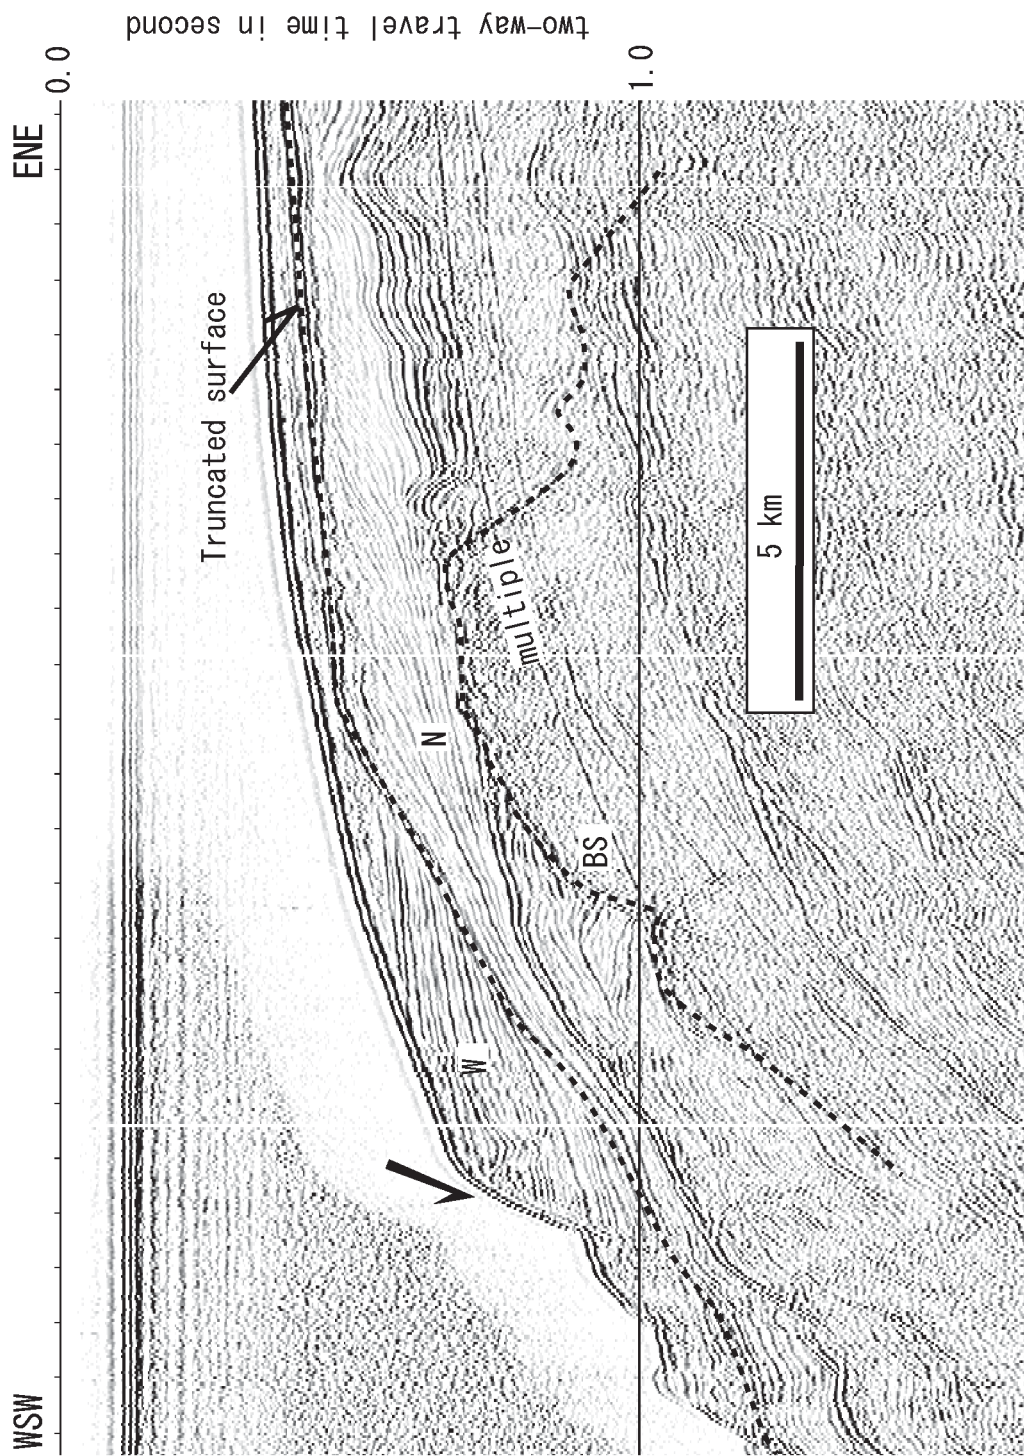 WSW
ENE
0.0
1.0
two-way travel time in second
Truncated surface
W
N
BS
multiple
5 km